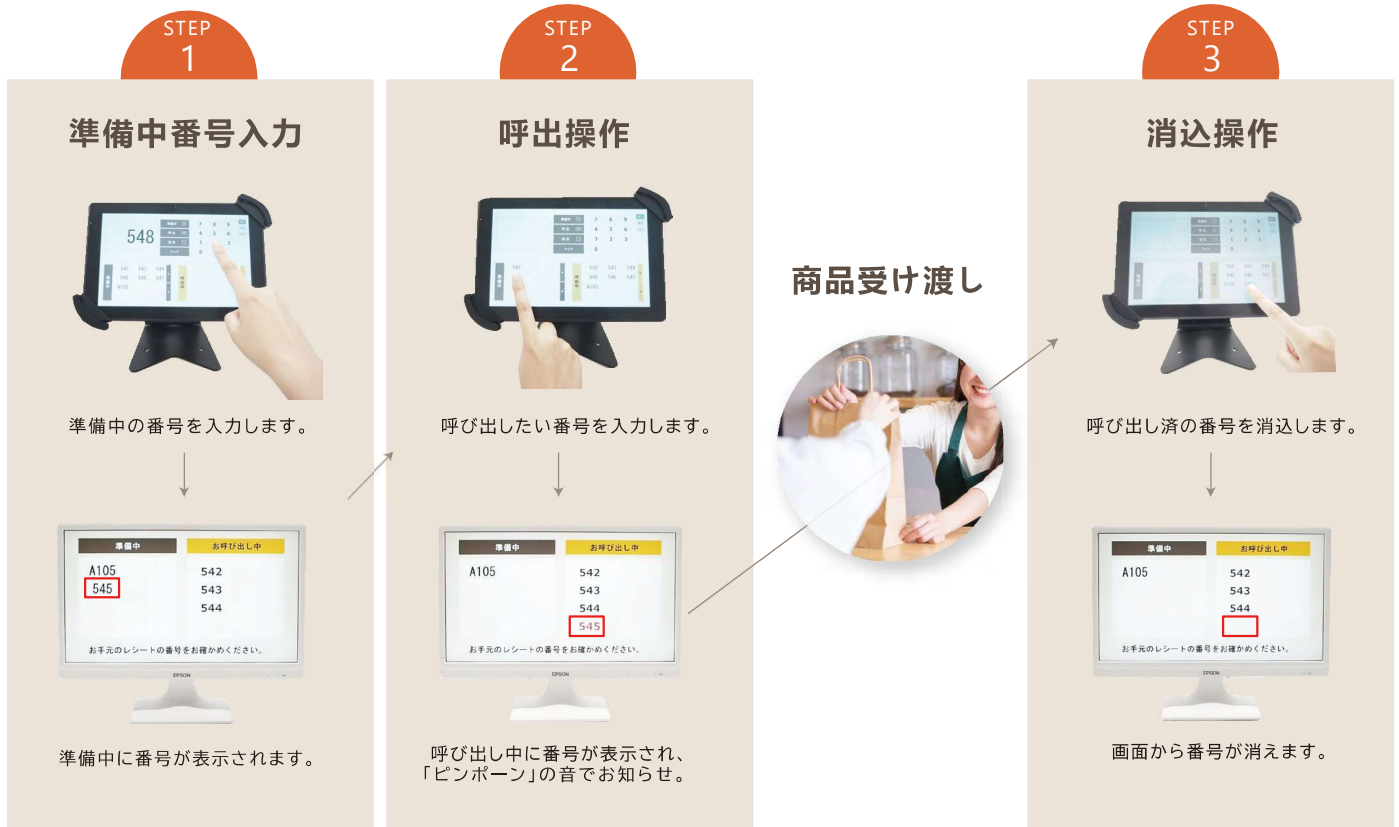 STEP
1
準備中番号入力
548
準備中の番号を入力します。
準備中
お呼び出し中
A105
542
545
543
544
お手元のレシートの番号をお確かめください。
EPSON
準備中に番号が表示されます。
STEP
2
呼出操作
7 8 9
4 5 6
1 2 3
0
呼び出したい番号を入力します。
準備中
お呼び出し中
A105
542
543
544
545
お手元のレシートの番号をお確かめください。
EPSON
呼び出し中に番号が表示され、
「ピンポーン」の音でお知らせ。
商品受け渡し
STEP
3
消込操作
呼び出し済の番号を消込します。
準備中
お呼び出し中
A105
542
543
544
お手元のレシートの番号をお確かめください。
EPSON
画面から番号が消えます。